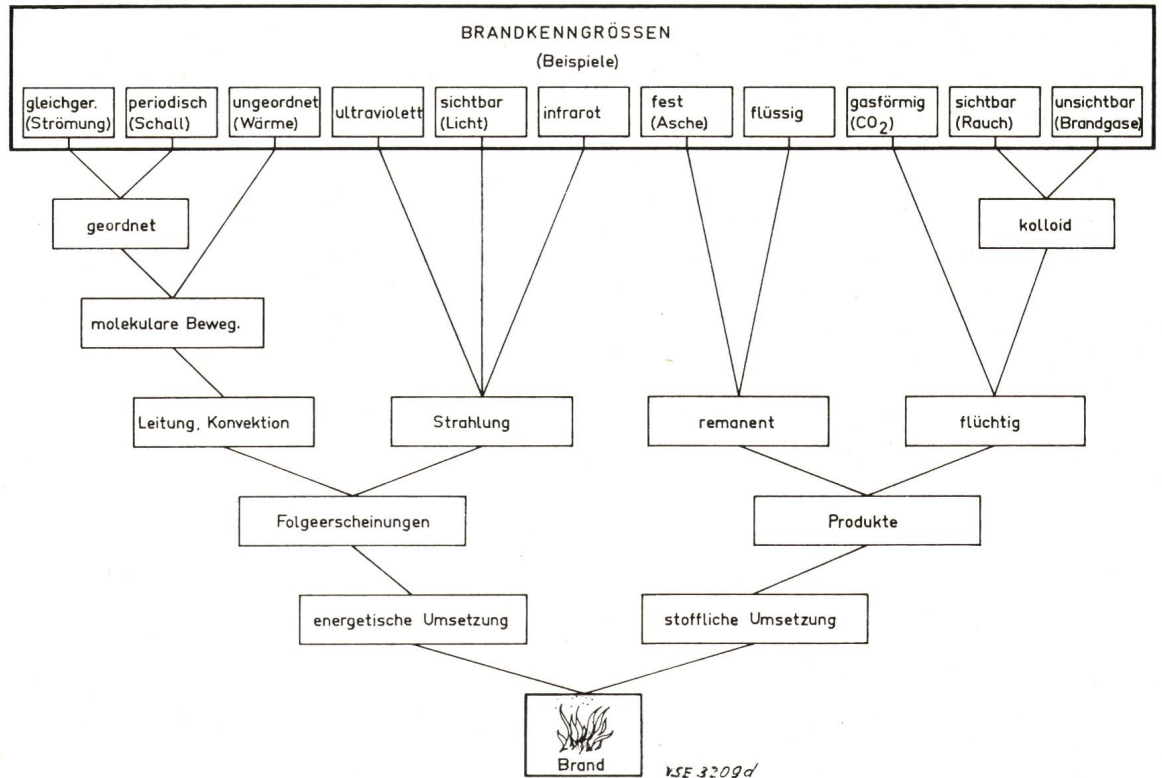 BRANDKENNGRÖSSEN
(Beispiele)
gleichger.
(Strömung)
periodisch
(Schall)
ungeordnet
(Wärme)
ultraviolett
sichtbar
(Licht)
infrarot
fest
(Asche)
flüssig
gasförmig
(CO₂)
sichtbar
(Rauch)
unsichtbar
(Brandgase)
geordnet
kolloid
molekulare Beweg.
Leitung, Konvektion
Strahlung
remanent
flüchtig
Folgeerscheinungen
Produkte
energetische Umsetzung
stoffliche Umsetzung
Brand
VSE 3209d